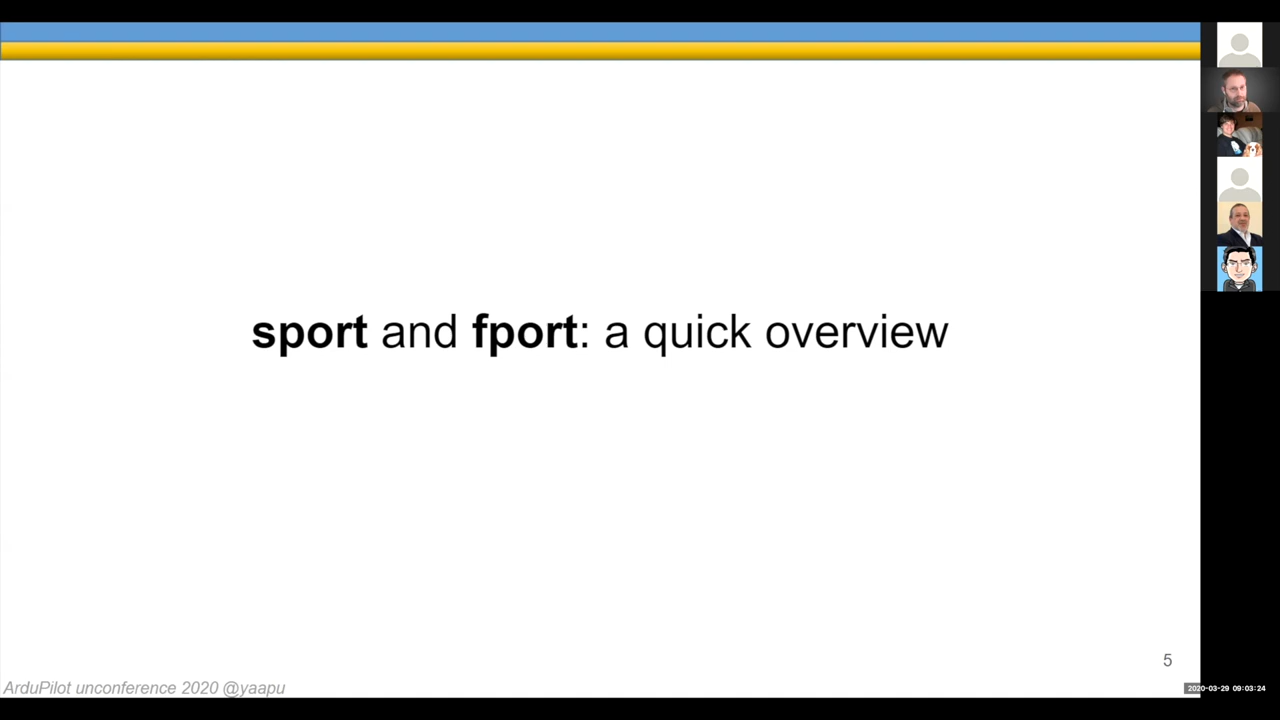 sport and fport: a quick overview
5
ArduPilot unconference 2020 @yaapu
2020-03-29 09:03:24